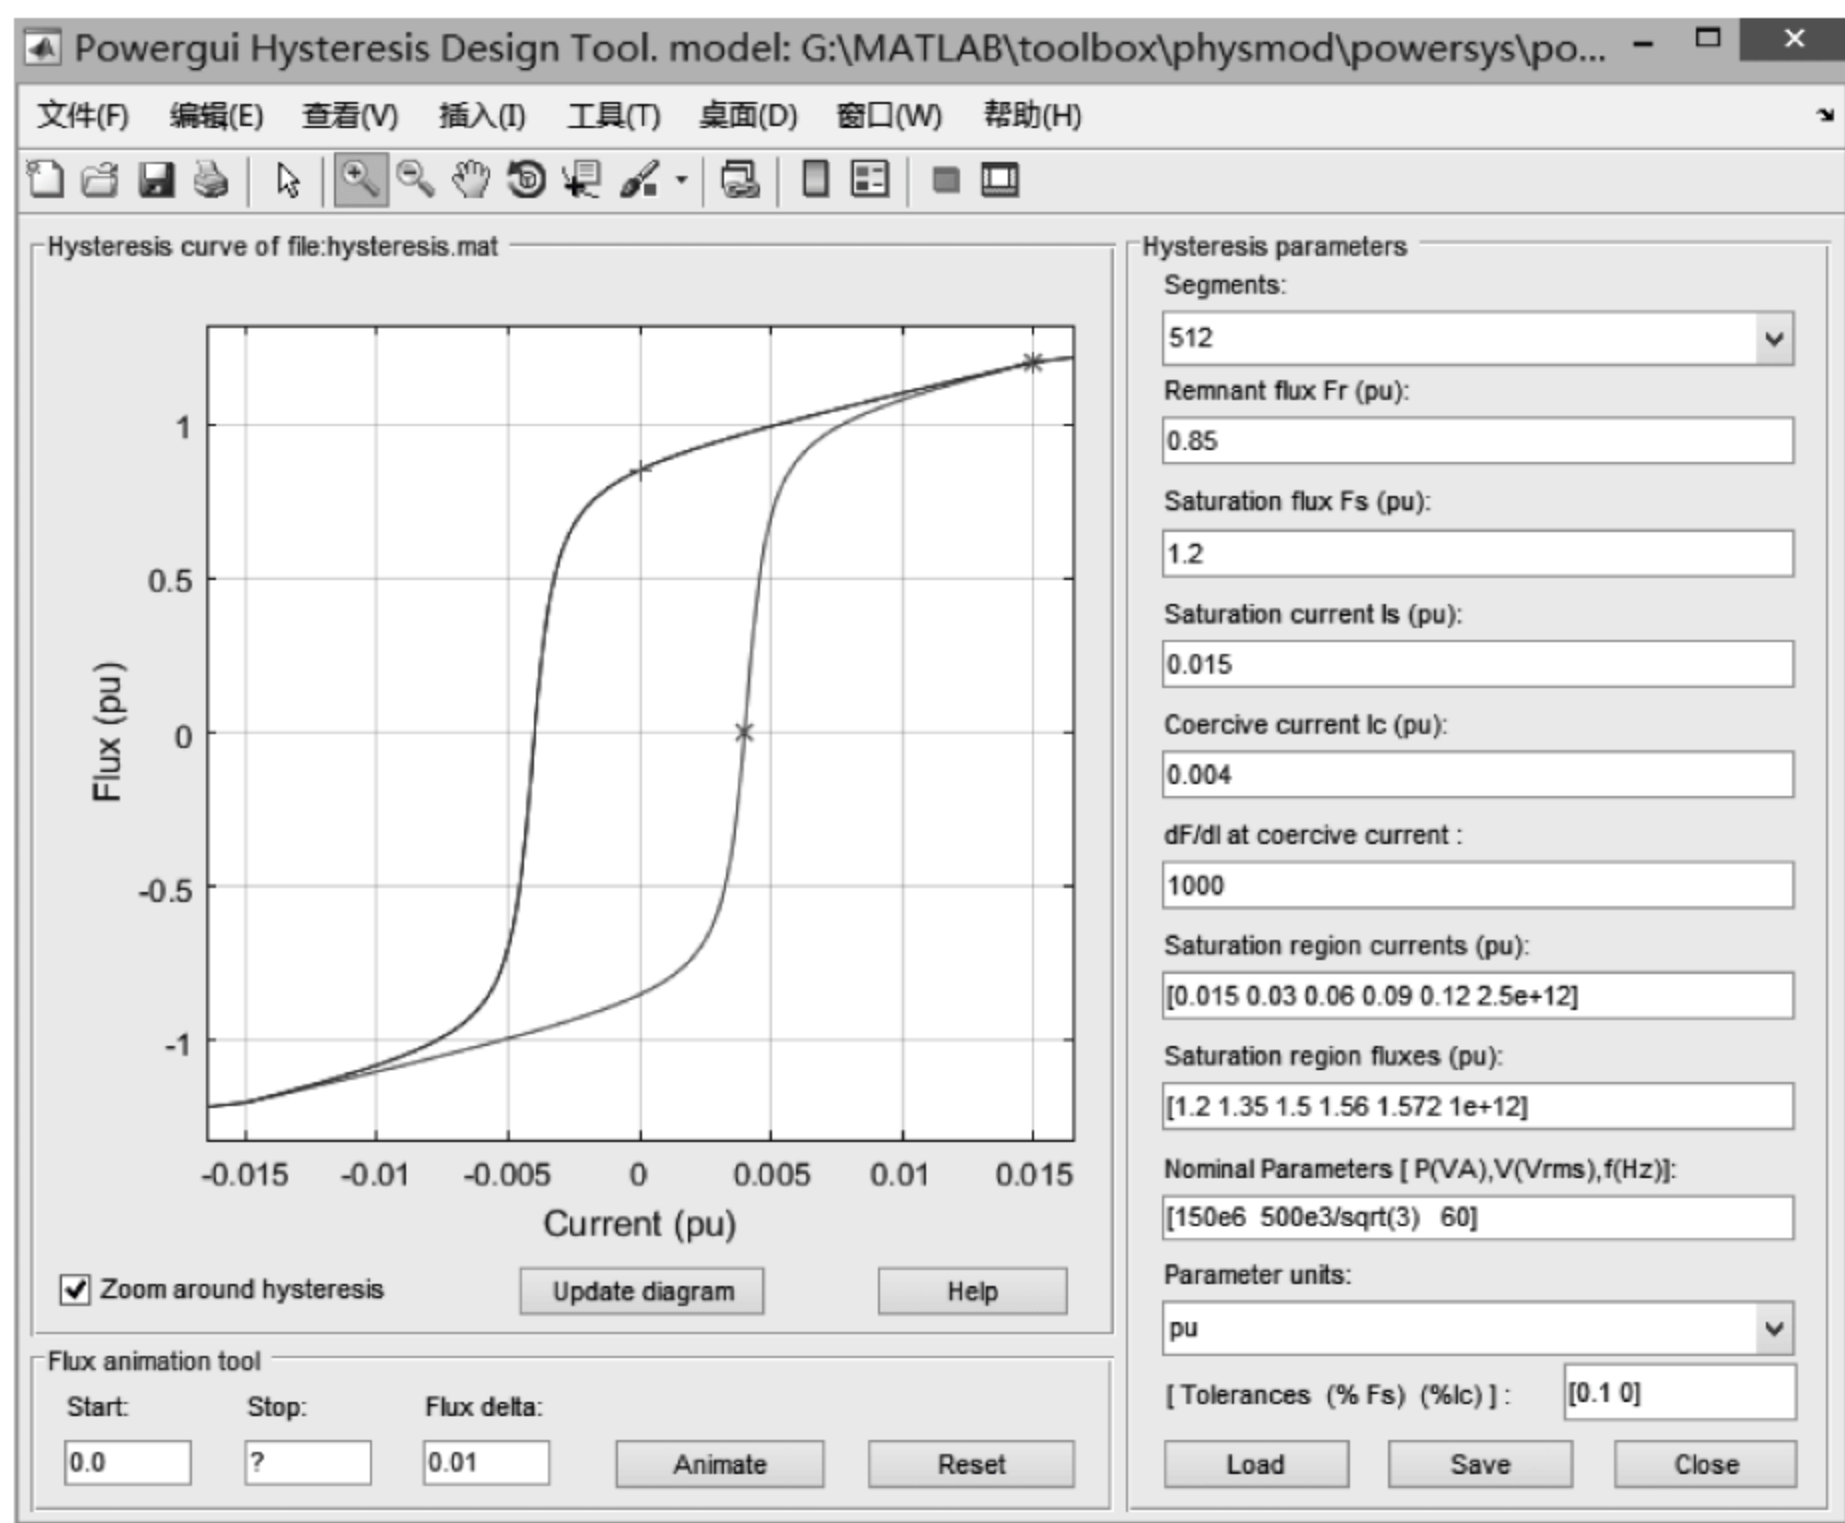 Powergui Hysteresis Design Tool. model: G:\MATLAB\toolbox\physmod\powersys\po...
文件(F) 编辑(E) 查看(V) 插入(I) 工具(T) 桌面(D) 窗口(W) 帮助(H)
Hysteresis curve of file:hysteresis.mat
1
0.5
0
-0.5
-1
Flux (pu)
-0.015 -0.01 -0.005 0 0.005 0.01 0.015
Current (pu)
Zoom around hysteresis
Update diagram
Help
Flux animation tool
Start: Stop: Flux delta:
0.0 ? 0.01 Animate Reset
Hysteresis parameters
Segments:
512
Remnant flux Fr (pu):
0.85
Saturation flux Fs (pu):
1.2
Saturation current Is (pu):
0.015
Coercive current Ic (pu):
0.004
dF/dI at coercive current :
1000
Saturation region currents (pu):
[0.015 0.03 0.06 0.09 0.12 2.5e+12]
Saturation region fluxes (pu):
[1.2 1.35 1.5 1.56 1.572 1e+12]
Nominal Parameters [ P(VA),V(Vrms),f(Hz)]:
[150e6 500e3/sqrt(3) 60]
Parameter units:
pu
[ Tolerances (% Fs) (%Ic) ] : [0.1 0]
Load Save Close